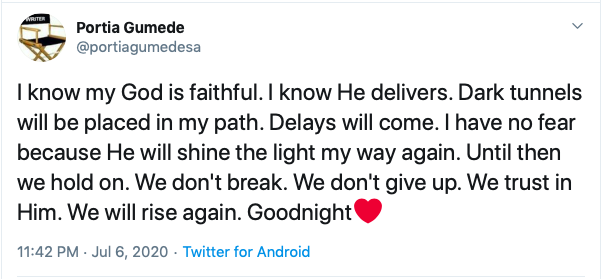 WRITER
Portia Gumede
@portiagumedesa
I know my God is faithful. I know He delivers. Dark tunnels
will be placed in my path. Delays will come. I have no fear
because He will shine the light my way again. Until then
we hold on. We don't break. We don't give up. We trust in
Him. We will rise again. Goodnight❤️
11:42 PM · Jul 6, 2020 · Twitter for Android